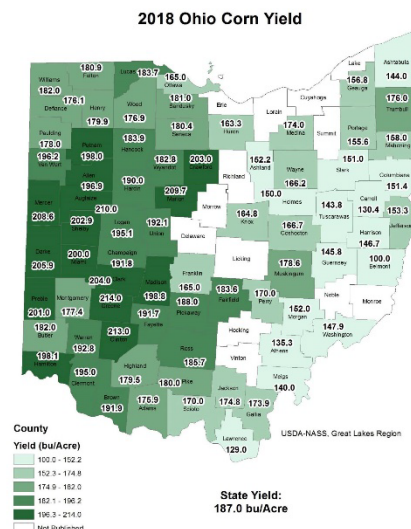 2018 Ohio Corn Yield
Williams 182.0
Fulton 180.9
Lucas 183.7
Ottawa 165.0
Lake
Ashtabula 144.0
Geauga 156.8
Cuyahoga
Trumbull 176.0
Defiance 176.1
Henry 179.9
Wood 176.9
Sandusky 181.0
Erie
Lorain
Paulding 178.0
Putnam 198.0
Hancock 183.9
Seneca 180.4
Huron 163.3
Medina 174.0
Summit
Portage 155.6
Mahoning 158.0
Van Wert 196.2
Allen 196.9
Wyandot 182.8
Crawford 203.0
Richland
Ashland 152.2
Wayne 166.2
Stark 151.0
Columbiana 151.4
Mercer 208.6
Auglaize 210.0
Hardin 190.0
Marion 209.7
Morrow
Holmes 150.0
Tuscarawas 143.8
Carroll 130.4
Jefferson 153.3
Shelby 202.9
Logan 195.1
Union 192.1
Knox 164.8
Coshocton 166.7
Harrison 146.7
Darke 205.9
Miami 200.0
Champaign 191.8
Delaware
Licking
Muskingum 178.6
Guernsey 145.8
Belmont 100.0
204.0
Franklin 165.0
Preble 201.0
Montgomery 177.4
214.0
Madison 198.8
Pickaway 188.0
Fairfield 183.6
Perry 170.0
Noble
Monroe
Morgan 152.0
Butler 182.0
Warren 192.8
Clinton 213.0
Fayette 191.7
Hocking
Athens 135.3
Washington 147.9
Hamilton 198.1
Clermont 195.0
Highland 179.5
Ross 185.7
Vinton
Meigs 140.0
Brown 191.9
Adams 175.9
Pike 180.0
Scioto 170.0
Jackson 174.8
Gallia 173.9
Lawrence 129.0
USDA-NASS, Great Lakes Region
County
Yield (bu/Acre)
100.0 - 152.2
152.3 - 174.8
174.9 - 182.0
182.1 - 196.2
196.3 - 214.0
Not Published
State Yield:
187.0 bu/Acre